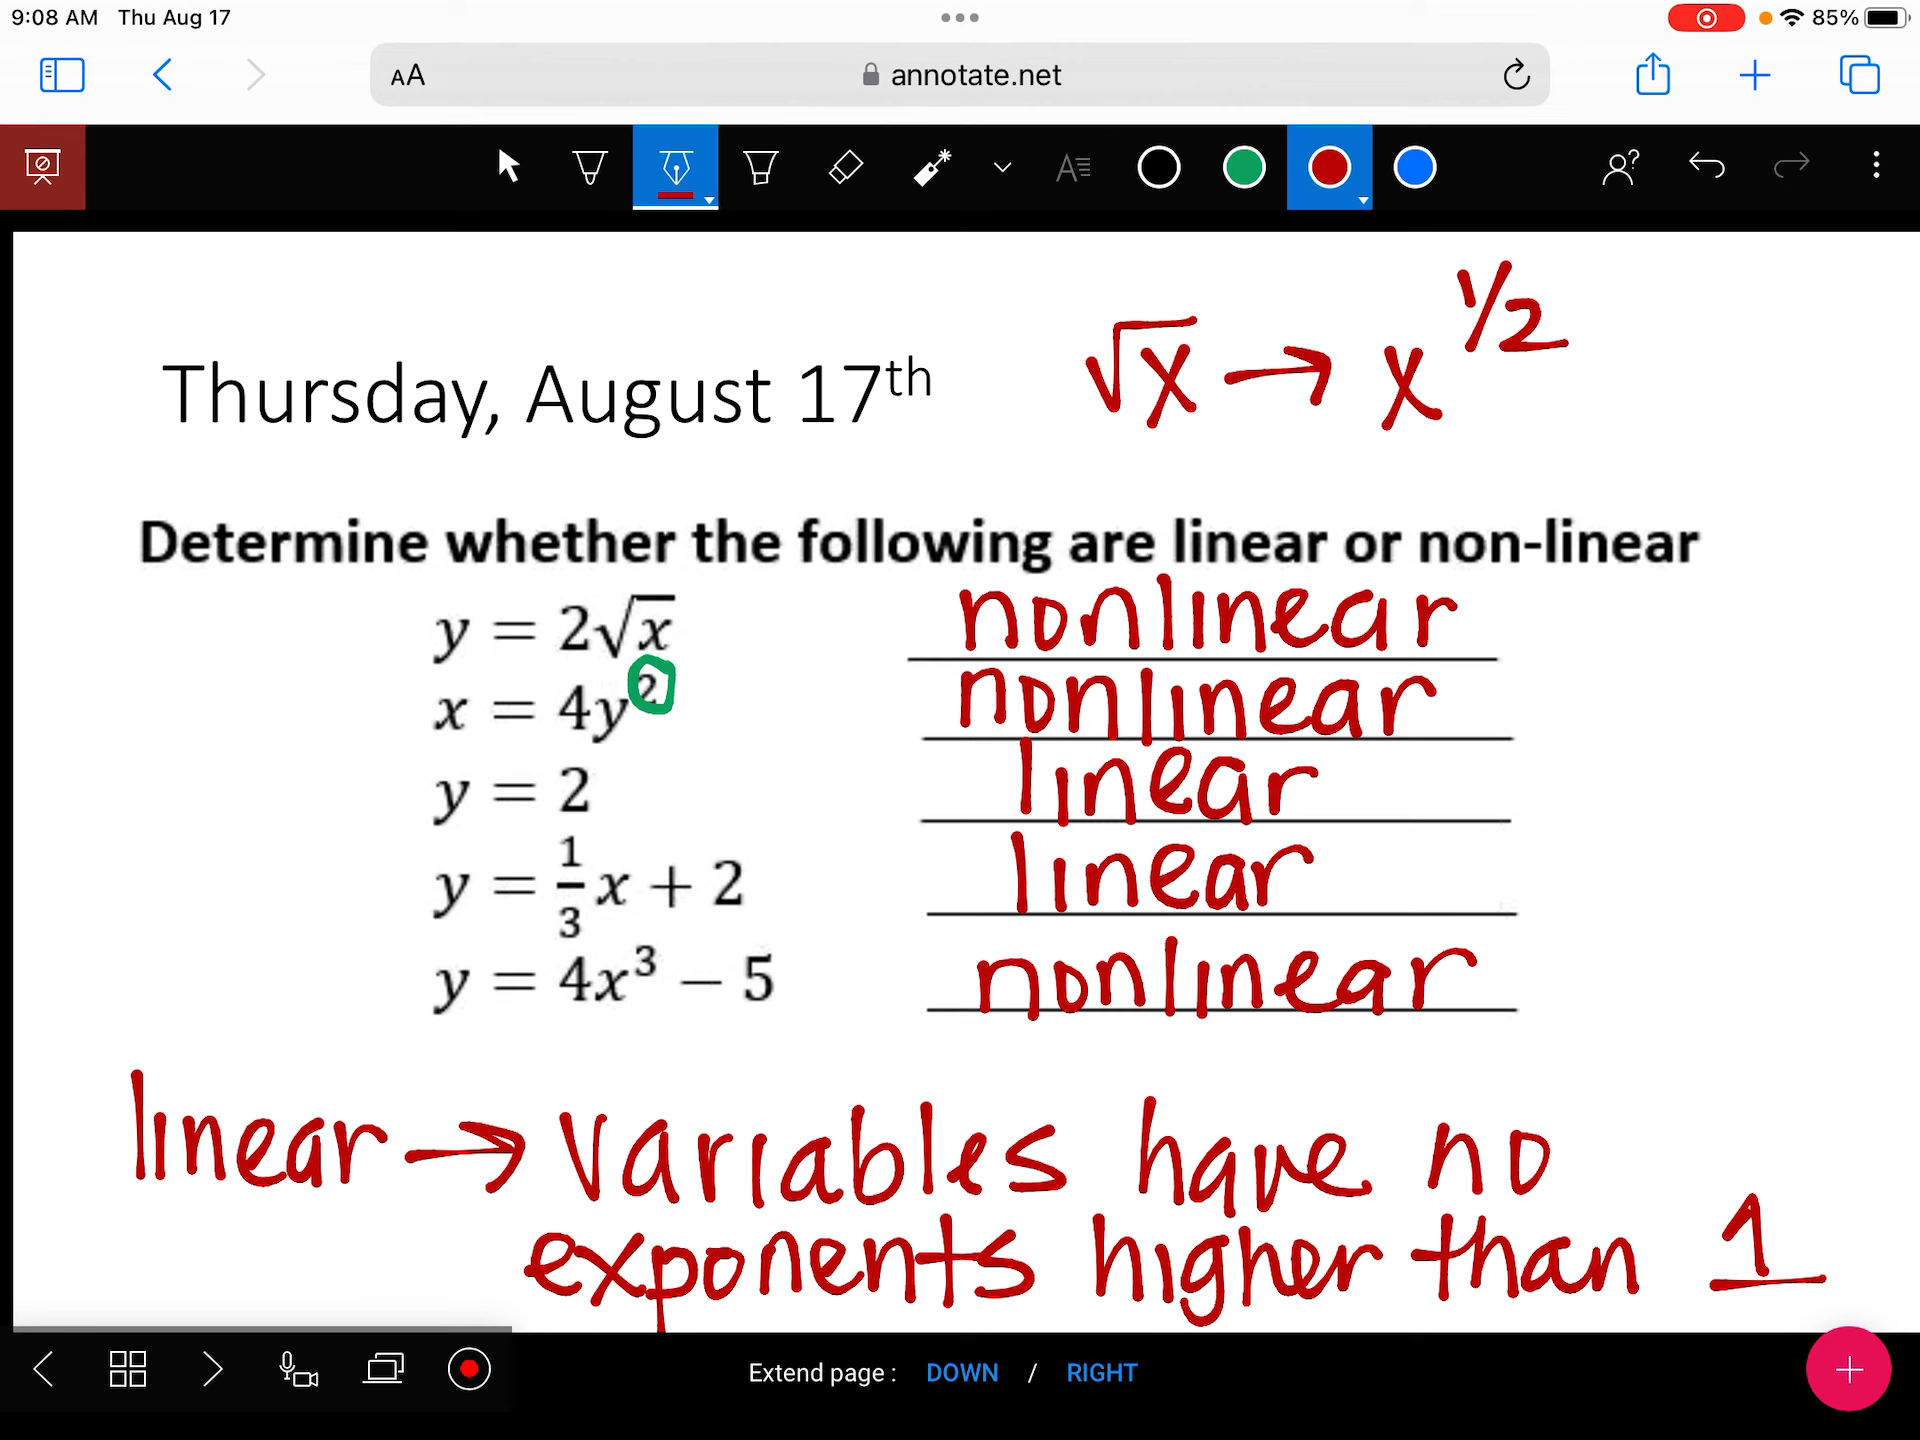 9:08 AM Thu Aug 17
85%
AA annotate.net
√x → x^1/2
Thursday, August 17th
Determine whether the following are linear or non-linear
y = 2√x nonlinear
x = 4y² nonlinear
y = 2 linear
y = 1/3 x + 2 linear
y = 4x³ − 5 nonlinear
linear → variables have no
exponents higher than 1
Extend page : DOWN / RIGHT